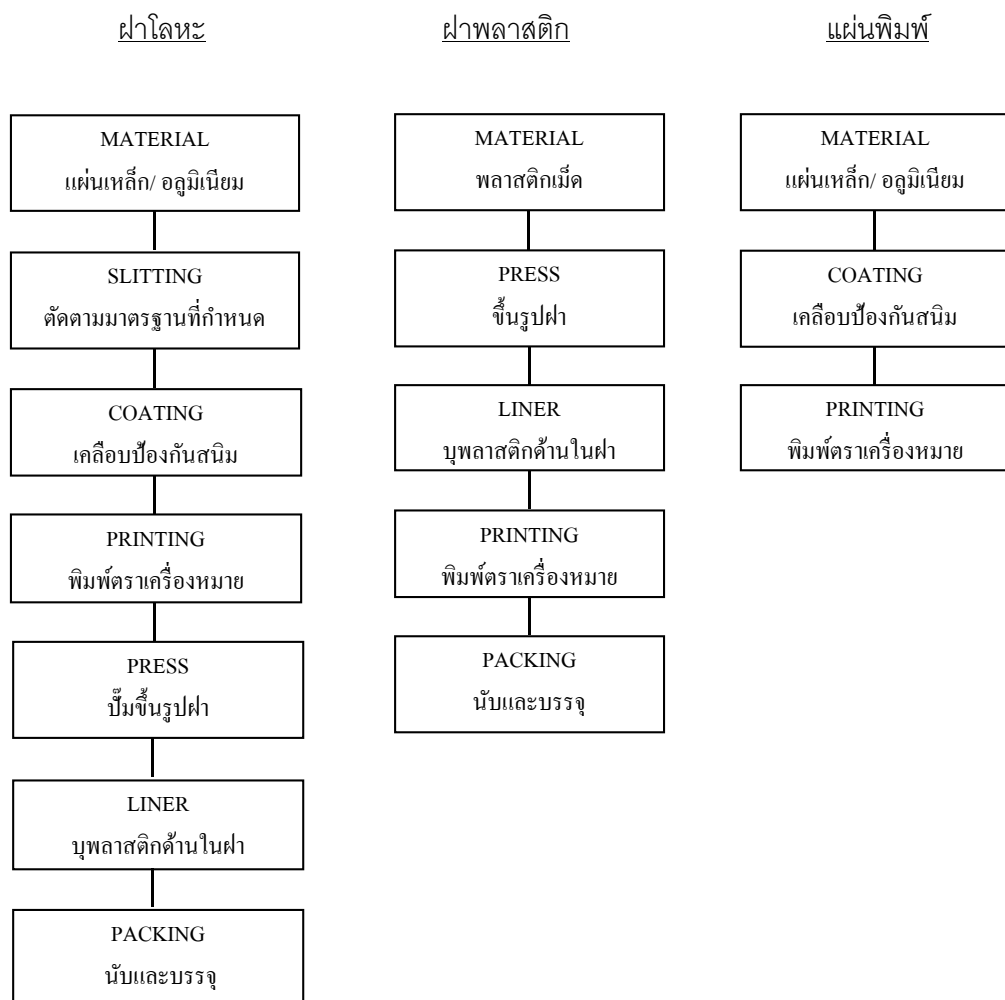 ฝาโลหะ
MATERIAL
แผ่นเหล็ก/ อลูมิเนียม
SLITTING
ตัดตามมาตรฐานที่กำหนด
COATING
เคลือบป้องกันสนิม
PRINTING
พิมพ์ตราเครื่องหมาย
PRESS
ปั๊มขึ้นรูปฝา
LINER
บุพลาสติกด้านในฝา
PACKING
นับและบรรจุ
ฝาพลาสติก
MATERIAL
พลาสติกเม็ด
PRESS
ขึ้นรูปฝา
LINER
บุพลาสติกด้านในฝา
PRINTING
พิมพ์ตราเครื่องหมาย
PACKING
นับและบรรจุ
แผ่นพิมพ์
MATERIAL
แผ่นเหล็ก/ อลูมิเนียม
COATING
เคลือบป้องกันสนิม
PRINTING
พิมพ์ตราเครื่องหมาย